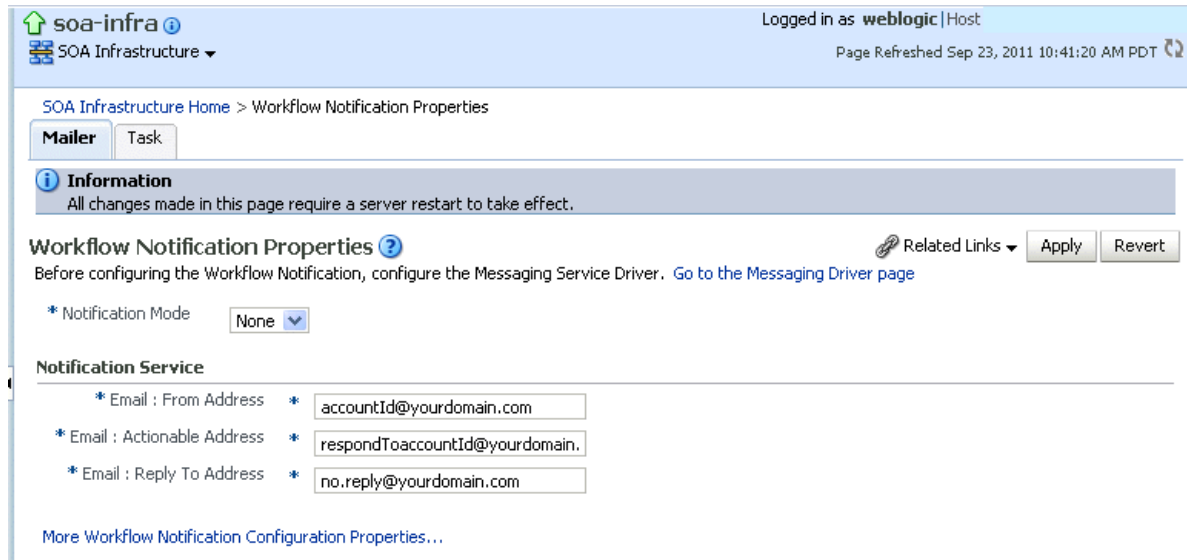 soa-infra
Logged in as weblogic|Host
SOA Infrastructure
Page Refreshed Sep 23, 2011 10:41:20 AM PDT
SOA Infrastructure Home > Workflow Notification Properties
Mailer Task
Information
All changes made in this page require a server restart to take effect.
Workflow Notification Properties
Related Links Apply Revert
Before configuring the Workflow Notification, configure the Messaging Service Driver. Go to the Messaging Driver page
* Notification Mode None
Notification Service
* Email : From Address * accountId@yourdomain.com
* Email : Actionable Address * respondToaccountId@yourdomain.
* Email : Reply To Address * no.reply@yourdomain.com
More Workflow Notification Configuration Properties...